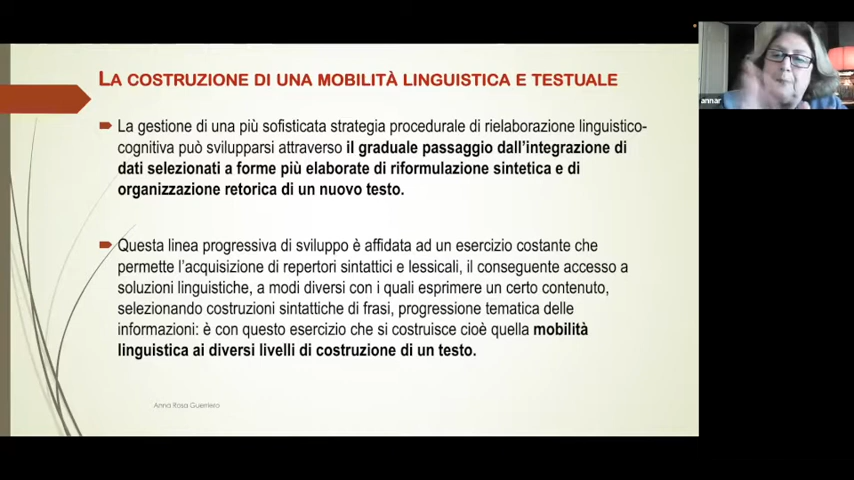 LA COSTRUZIONE DI UNA MOBILITÀ LINGUISTICA E TESTUALE
La gestione di una più sofisticata strategia procedurale di rielaborazione linguistico-
cognitiva può svilupparsi attraverso il graduale passaggio dall'integrazione di
dati selezionati a forme più elaborate di riformulazione sintetica e di
organizzazione retorica di un nuovo testo.
Questa linea progressiva di sviluppo è affidata ad un esercizio costante che
permette l'acquisizione di repertori sintattici e lessicali, il conseguente accesso a
soluzioni linguistiche, a modi diversi con i quali esprimere un certo contenuto,
selezionando costruzioni sintattiche di frasi, progressione tematica delle
informazioni: è con questo esercizio che si costruisce cioè quella mobilità
linguistica ai diversi livelli di costruzione di un testo.
Anna Rosa Guerriero
annar